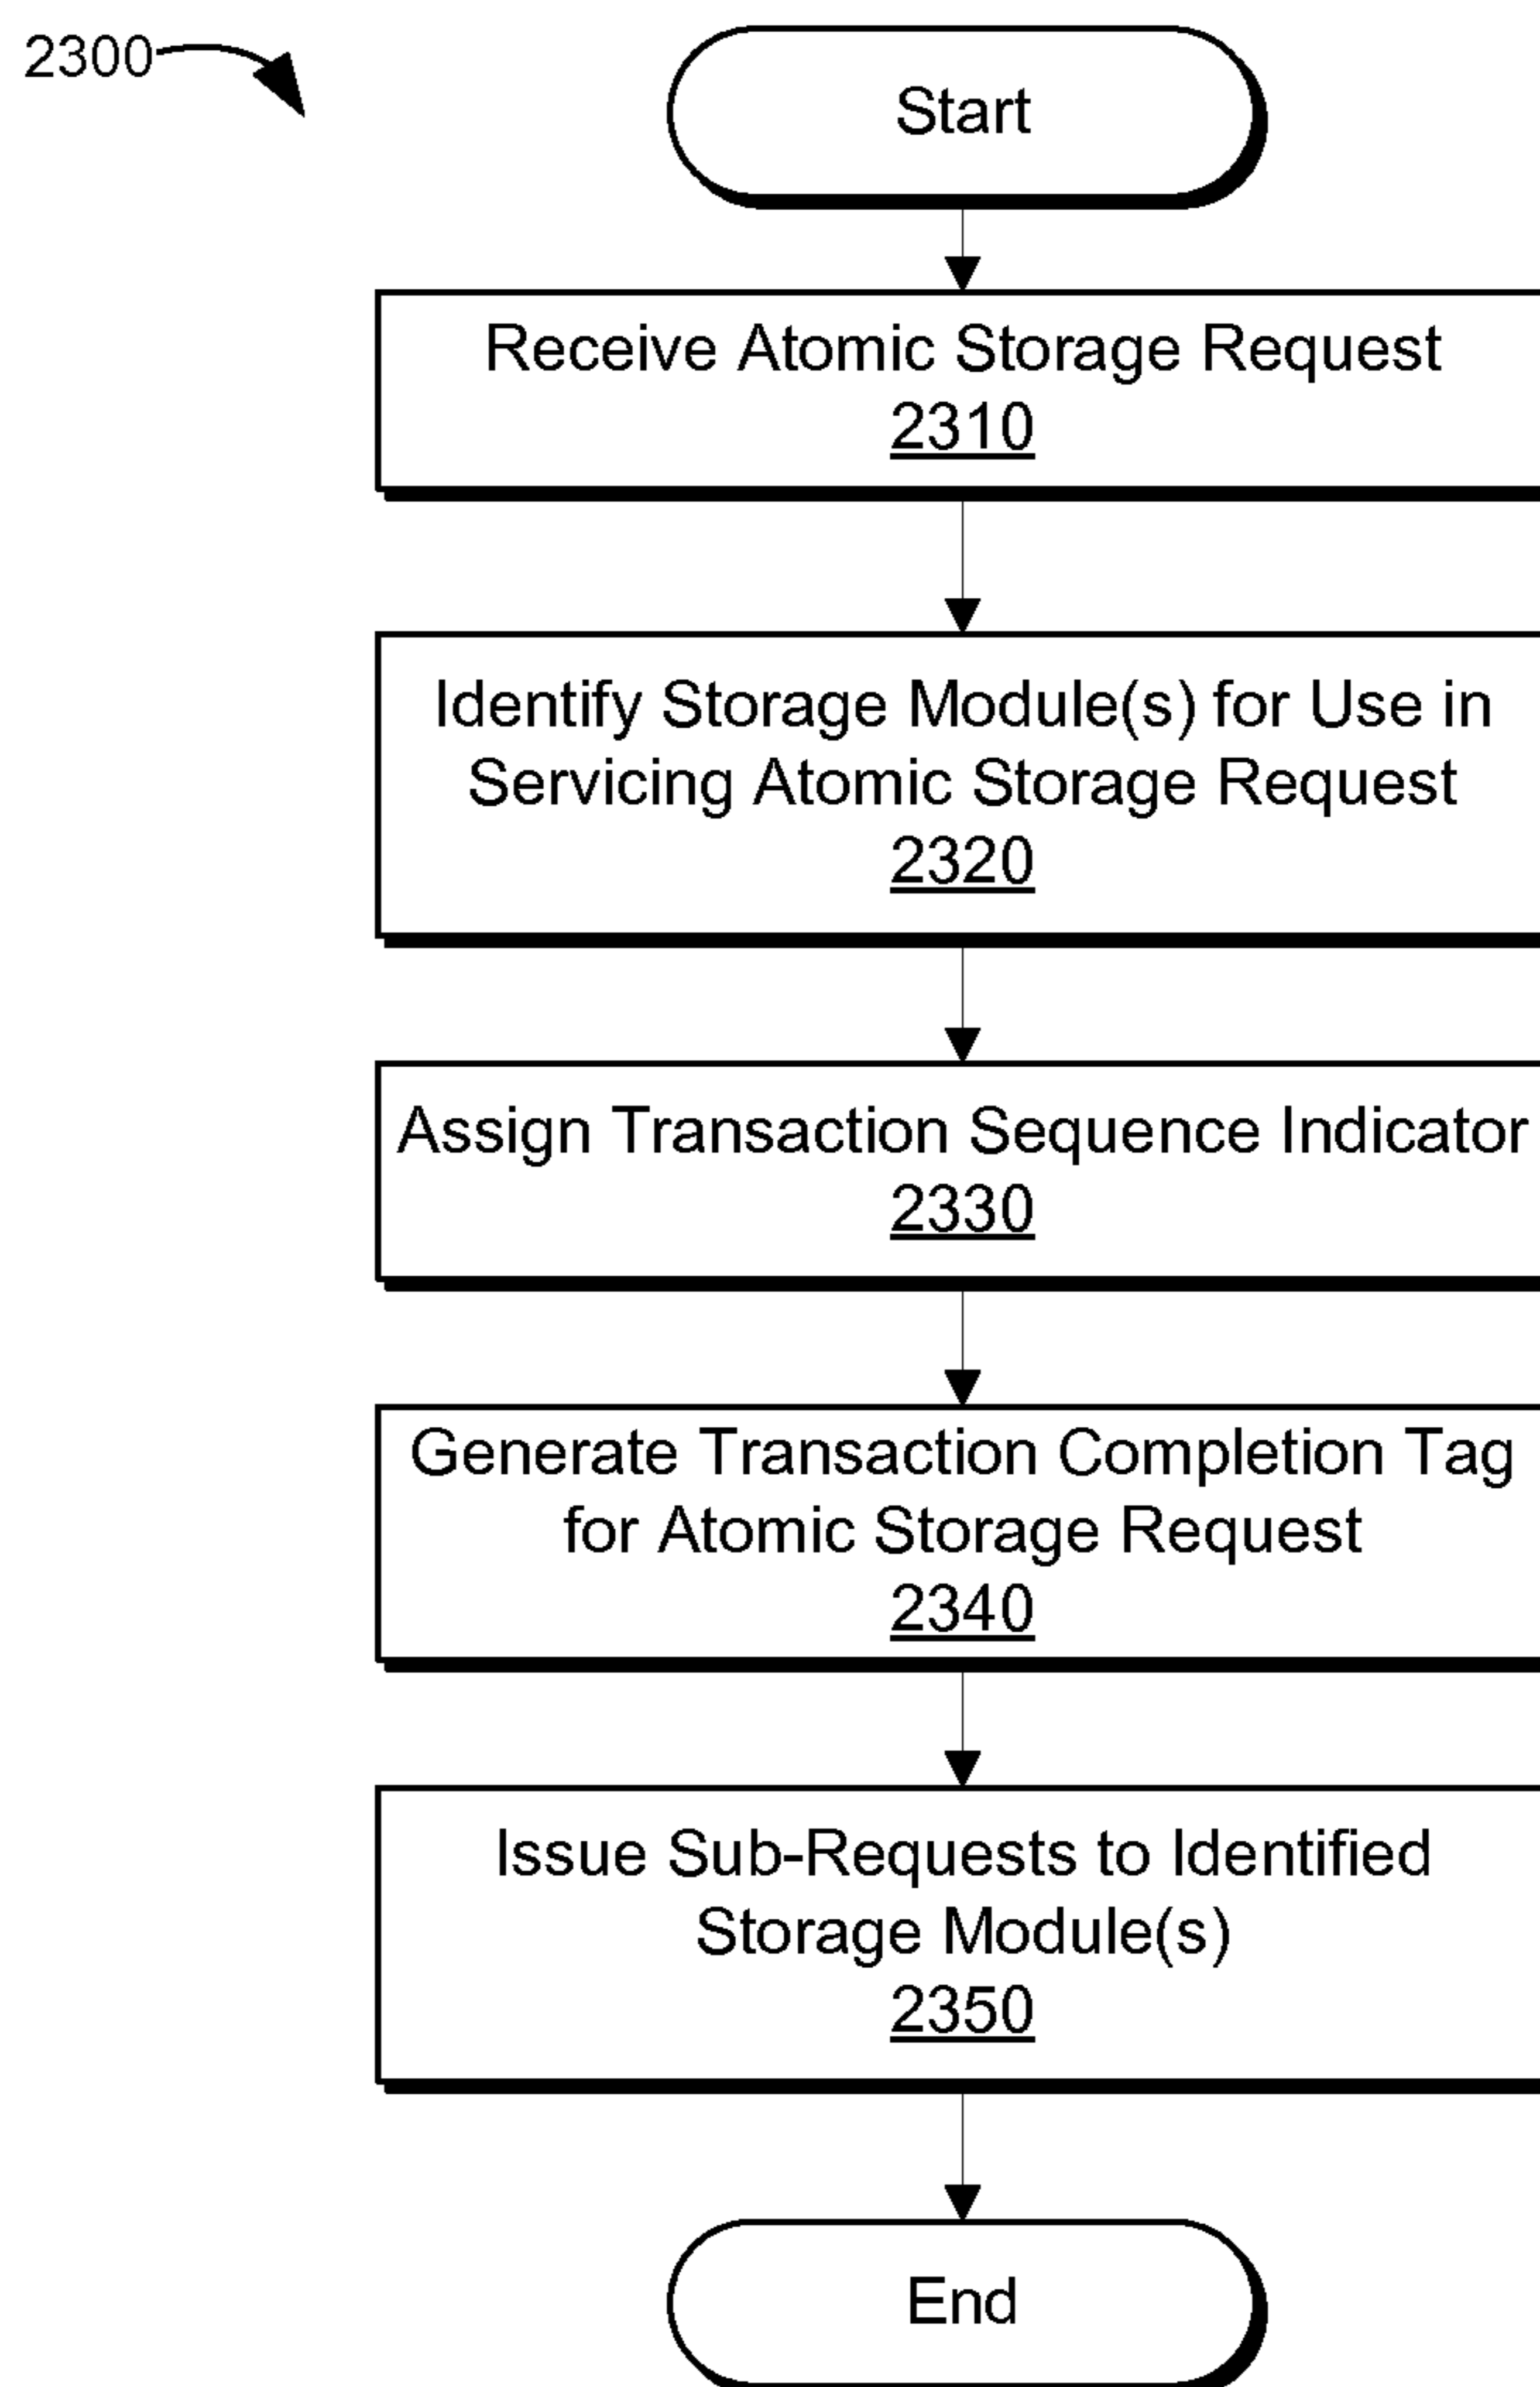 2300
Start
Receive Atomic Storage Request
2310
Identify Storage Module(s) for Use in
Servicing Atomic Storage Request
2320
Assign Transaction Sequence Indicator
2330
Generate Transaction Completion Tag
for Atomic Storage Request
2340
Issue Sub-Requests to Identified
Storage Module(s)
2350
End